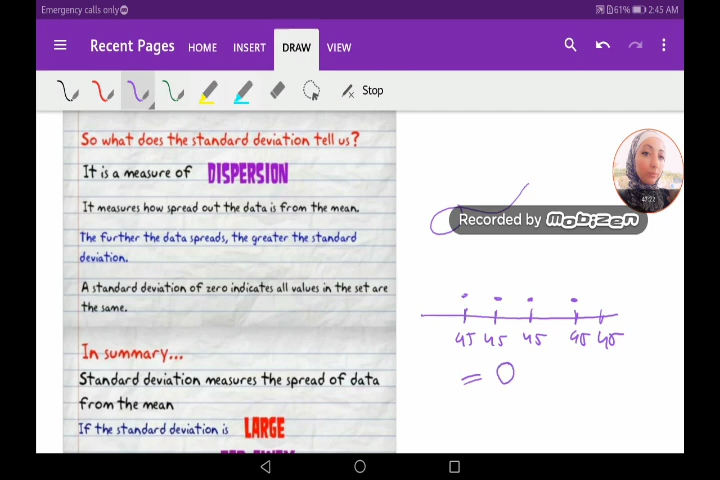 Emergency calls only
61% 2:45 AM
Recent Pages HOME INSERT DRAW VIEW
Stop
So what does the standard deviation tell us?
It is a measure of DISPERSION
It measures how spread out the data is from the mean.
The further the data spreads, the greater the standard
deviation.
A standard deviation of zero indicates all values in the set are
the same.
In summary...
Standard deviation measures the spread of data
from the mean
If the standard deviation is LARGE
47:22
Recorded by mobizen
45 45 45 45 45
= 0